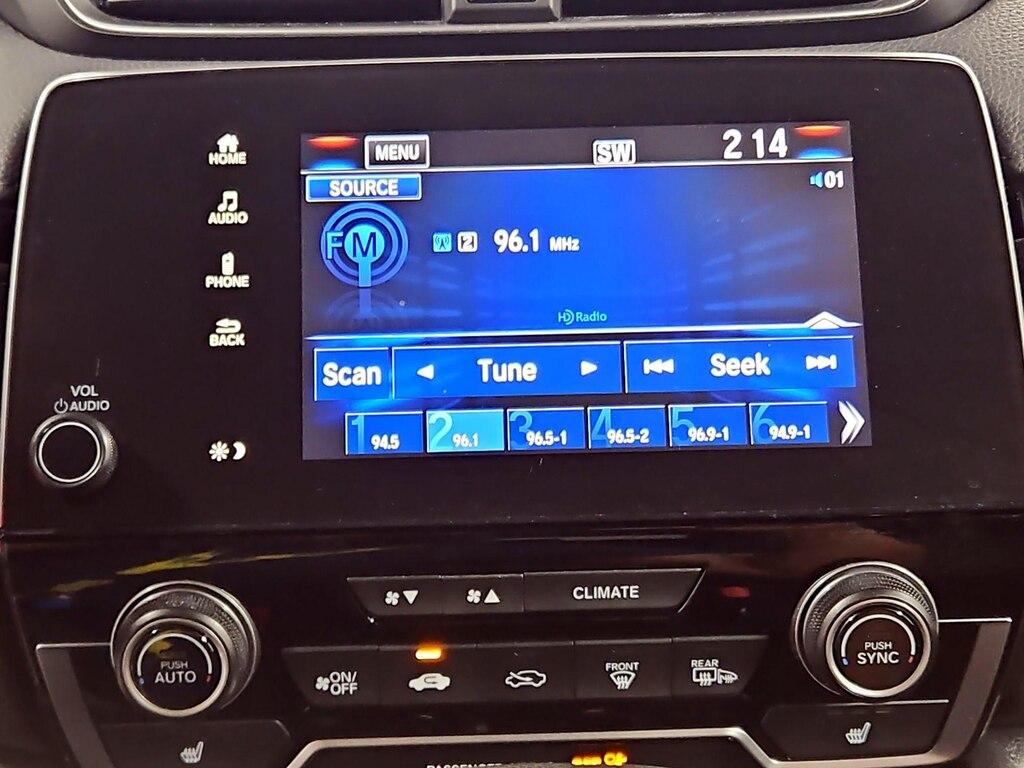 HOME
AUDIO
PHONE
BACK
VOL
AUDIO
MENU SW 2 14
SOURCE 01
FM 2 96.1 MHz
HD Radio
Scan Tune Seek
1 94.5 2 96.1 3 96.5-1 4 96.5-2 5 96.9-1 6 94.9-1
CLIMATE
PUSH
AUTO
ON/
OFF
FRONT
REAR
PUSH
SYNC
PASSENGER